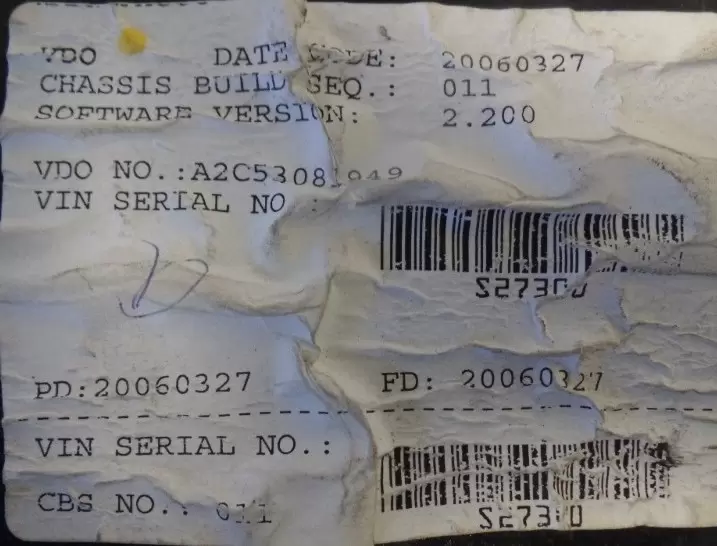 VDO DATE CODE: 20060327
CHASSIS BUILD SEQ.: 011
SOFTWARE VERSION: 2.200
VDO NO.:A2C53081949
VIN SERIAL NO :
PD:20060327 FD: 20060327
VIN SERIAL NO.:
CBS NO.: 011